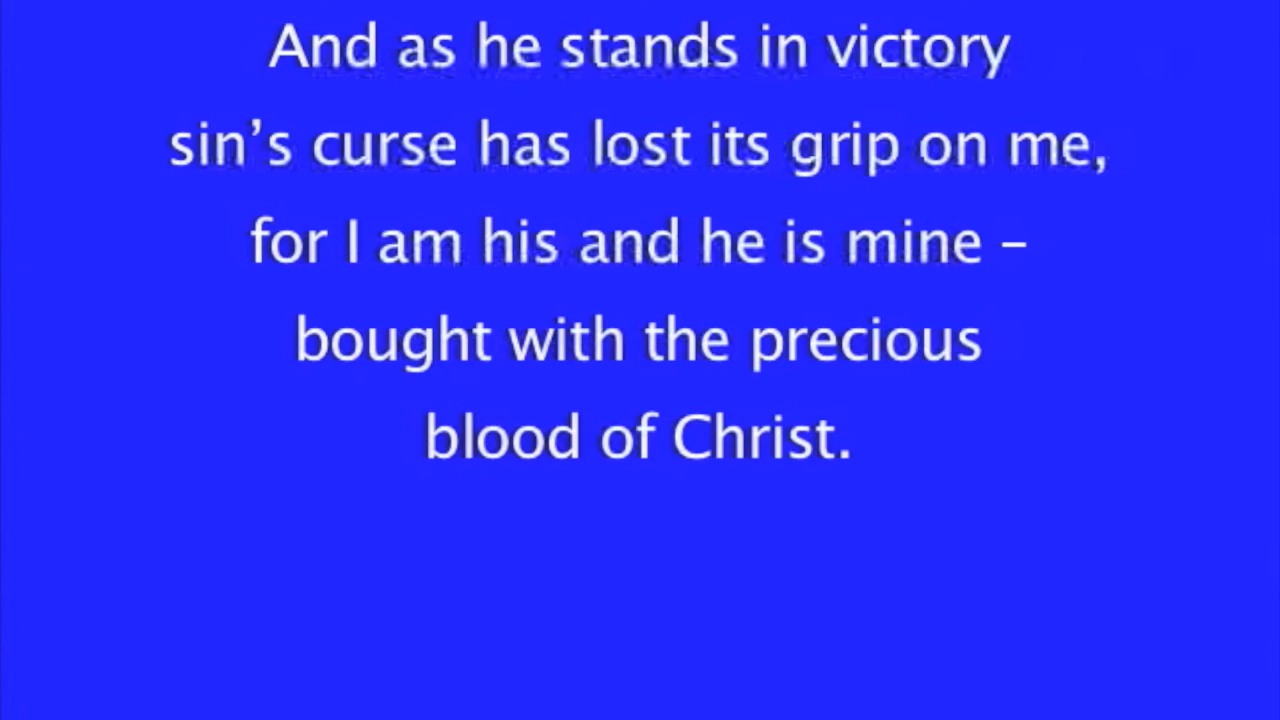 And as he stands in victory
sin’s curse has lost its grip on me,
for I am his and he is mine –
bought with the precious
blood of Christ.